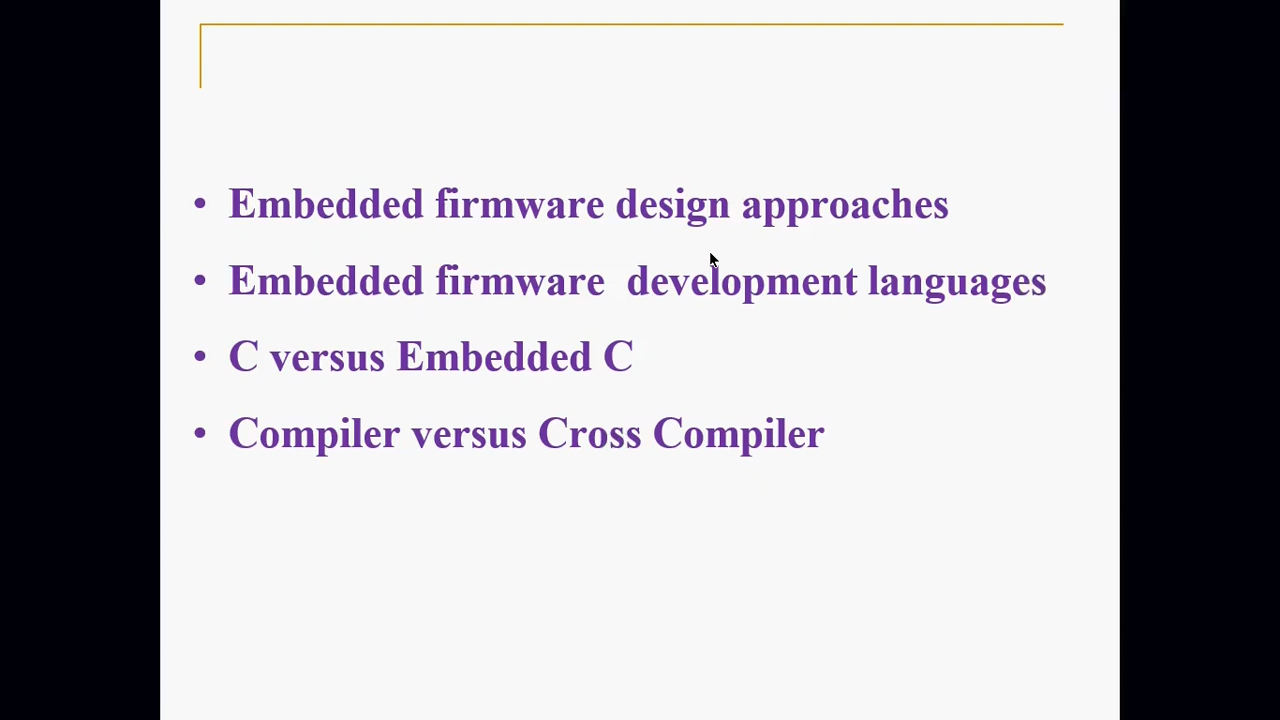 • Embedded firmware design approaches
• Embedded firmware  development languages
• C versus Embedded C
• Compiler versus Cross Compiler